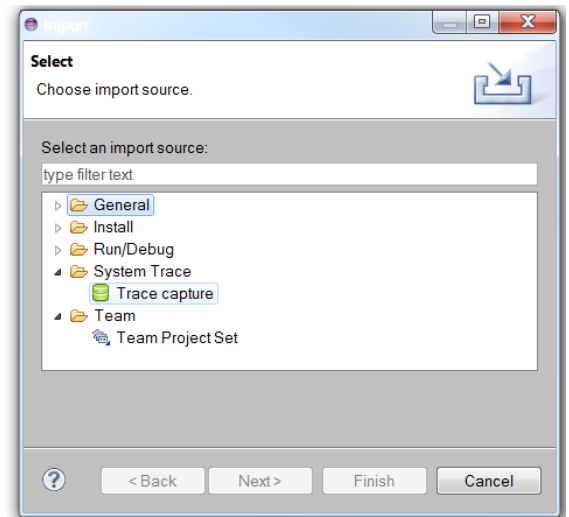 Import
Select
Choose import source.
Select an import source:
type filter text
General
Install
Run/Debug
System Trace
Trace capture
Team
Team Project Set
? < Back Next > Finish Cancel